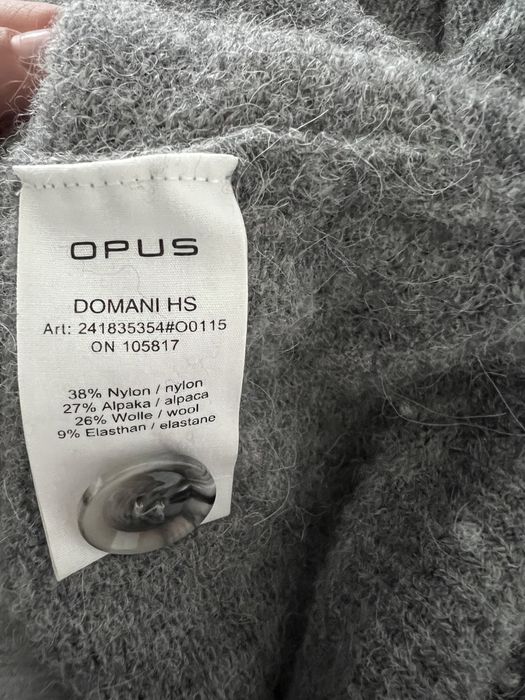 OPUS
DOMANI HS
Art: 241835354#O0115
ON 105817
38% Nylon / nylon
27% Alpaka / alpaca
26% Wolle / wool
9% Elasthan / elastane